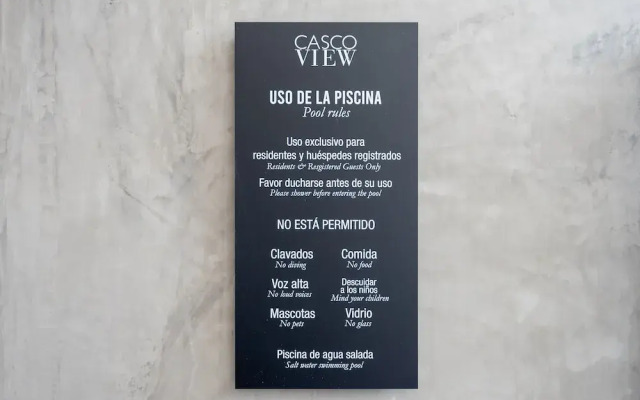 CASCO
VIEW
USO DE LA PISCINA
Pool rules
Uso exclusivo para
residentes y huéspedes registrados
Residents & Resgistered Guests Only
Favor ducharse antes de su uso
Please shower before entering the pool
NO ESTÁ PERMITIDO
Clavados
No diving
Comida
No food
Voz alta
No loud voices
Descuidar
a los niños
Mind your children
Mascotas
No pets
Vidrio
No glass
Piscina de agua salada
Salt water swimming pool